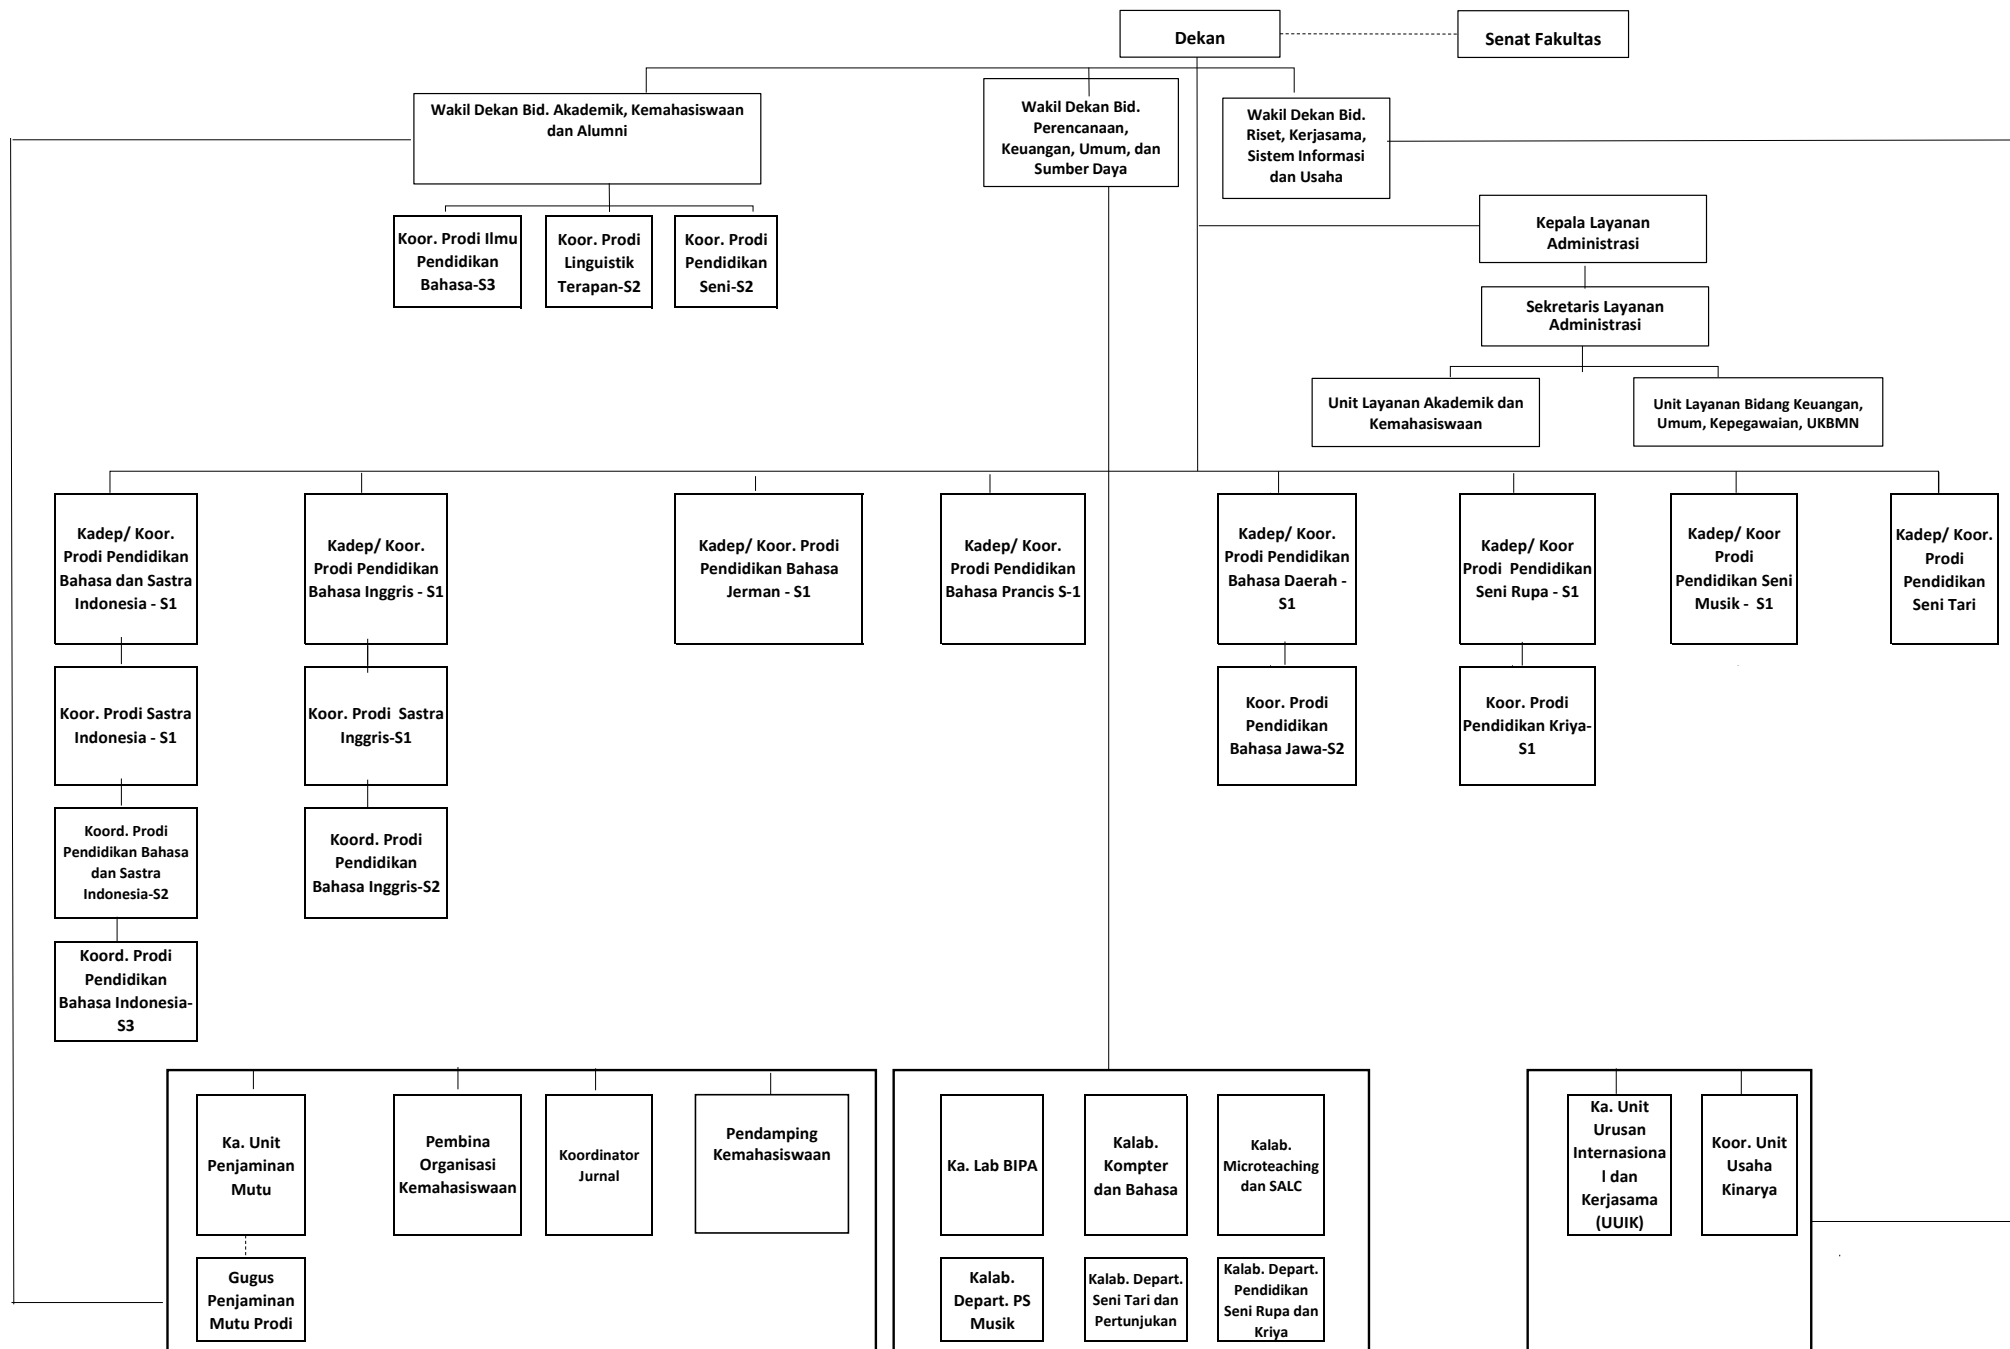 Dekan
Senat Fakultas
Wakil Dekan Bid. Akademik, Kemahasiswaan
dan Alumni
Wakil Dekan Bid.
Perencanaan,
Keuangan, Umum, dan
Sumber Daya
Wakil Dekan Bid.
Riset, Kerjasama,
Sistem Informasi
dan Usaha
Koor. Prodi Ilmu
Pendidikan
Bahasa-S3
Koor. Prodi
Linguistik
Terapan-S2
Koor. Prodi
Pendidikan
Seni-S2
Kepala Layanan
Administrasi
Sekretaris Layanan
Administrasi
Unit Layanan Akademik dan
Kemahasiswaan
Unit Layanan Bidang Keuangan,
Umum, Kepegawaian, UKBMN
Kadep/ Koor.
Prodi Pendidikan
Bahasa dan Sastra
Indonesia - S1
Kadep/ Koor.
Prodi Pendidikan
Bahasa Inggris - S1
Kadep/ Koor. Prodi
Pendidikan Bahasa
Jerman - S1
Kadep/ Koor.
Prodi Pendidikan
Bahasa Prancis S-1
Kadep/ Koor.
Prodi Pendidikan
Bahasa Daerah -
S1
Kadep/ Koor
Prodi  Pendidikan
Seni Rupa - S1
Kadep/ Koor
Prodi
Pendidikan Seni
Musik -  S1
Kadep/ Koor.
Prodi
Pendidikan
Seni Tari
Koor. Prodi Sastra
Indonesia - S1
Koor. Prodi  Sastra
Inggris-S1
Koor. Prodi
Pendidikan
Bahasa Jawa-S2
Koor. Prodi
Pendidikan Kriya-
S1
Koord. Prodi
Pendidikan Bahasa
dan Sastra
Indonesia-S2
Koord. Prodi
Pendidikan
Bahasa Inggris-S2
Koord. Prodi
Pendidikan
Bahasa Indonesia-
S3
Ka. Unit
Penjaminan
Mutu
Pembina
Organisasi
Kemahasiswaan
Koordinator
Jurnal
Pendamping
Kemahasiswaan
Ka. Lab BIPA
Kalab.
Kompter
dan Bahasa
Kalab.
Microteaching
dan SALC
Ka. Unit
Urusan
Internasiona
l dan
Kerjasama
(UUIK)
Koor. Unit
Usaha
Kinarya
Gugus
Penjaminan
Mutu Prodi
Kalab.
Depart. PS
Musik
Kalab. Depart.
Seni Tari dan
Pertunjukan
Kalab. Depart.
Pendidikan
Seni Rupa dan
Kriya